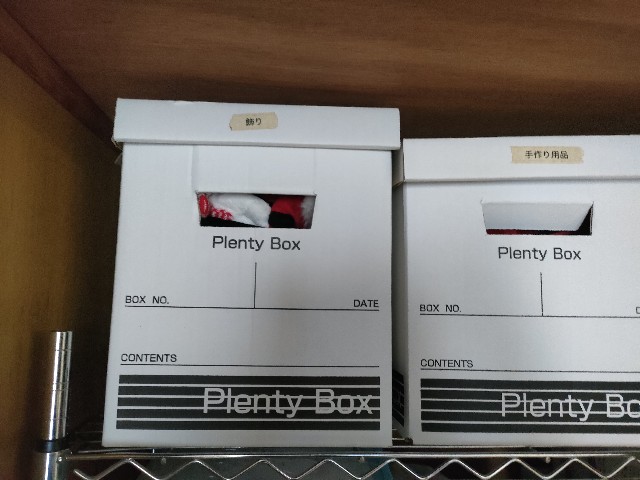 飾り
Plenty Box
BOX NO.
DATE
CONTENTS
Plenty Box
手作り用品
Plenty Box
BOX NO.
D
CONTENTS
Plenty Bo